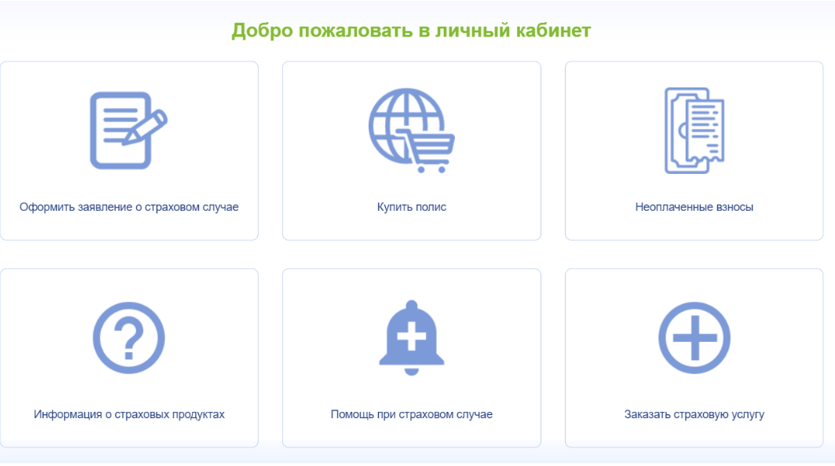 Добро пожаловать в личный кабинет
Оформить заявление о страховом случае
Купить полис
Неоплаченные взносы
Информация о страховых продуктах
Помощь при страховом случае
Заказать страховую услугу